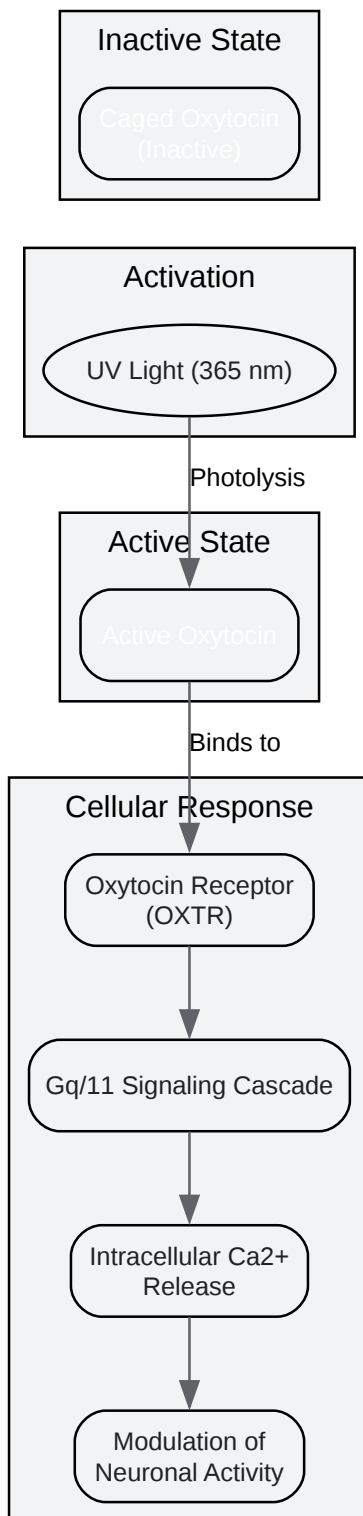 Inactive State
Caged Oxytocin
(Inactive)
Activation
UV Light (365 nm)
Photolysis
Active State
Active Oxytocin
Binds to
Cellular Response
Oxytocin Receptor
(OXTR)
Gq/11 Signaling Cascade
Intracellular Ca2+
Release
Modulation of
Neuronal Activity